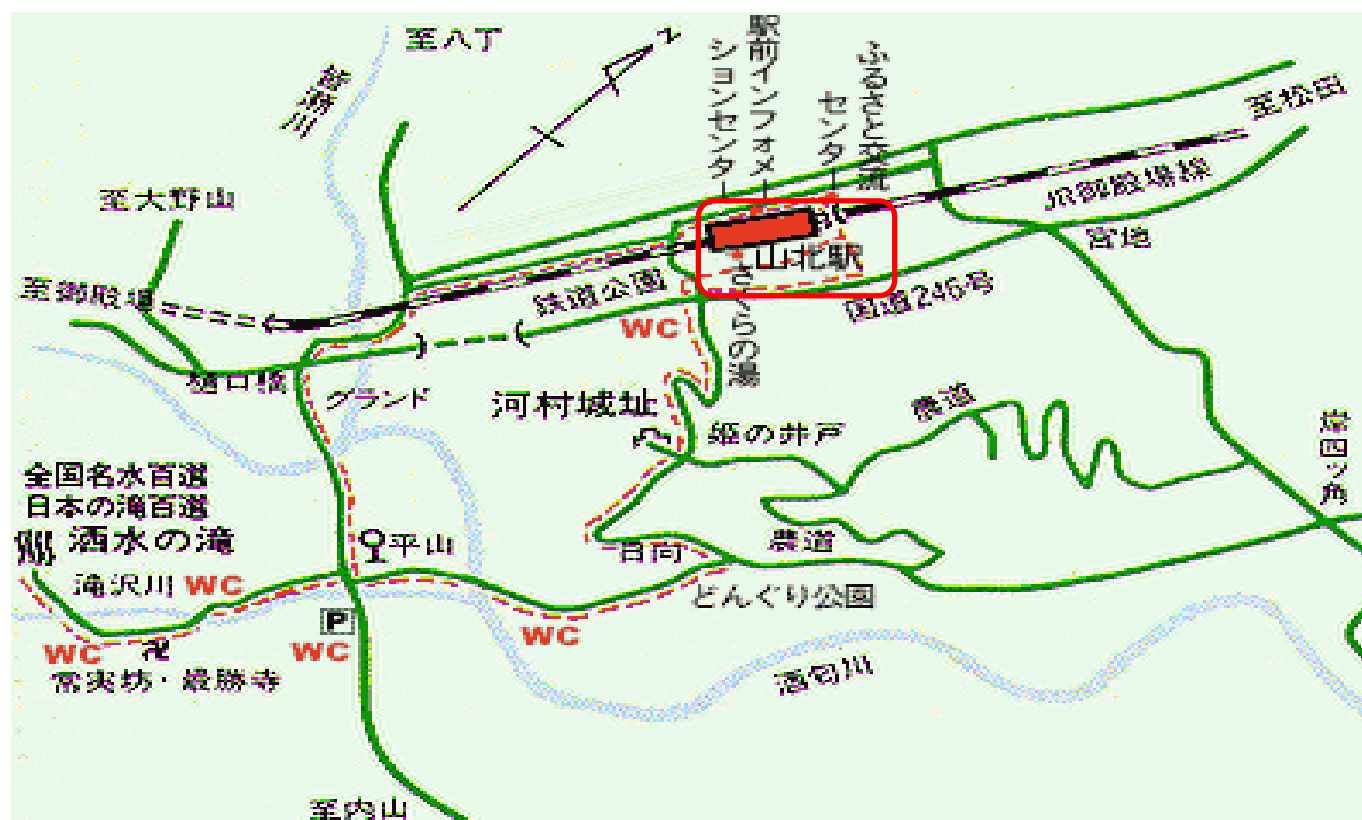 至八丁
駅前インフォメ
ションセンタ
ふるさと交流
センタ
至松田
JR御殿場線
至大野山
至御殿場
山北駅
宮地
鉄道公園
国道246号
さくらの湯
WC
樋口橋
グランド
河村城址
農道
姫の井戸
全国名水百選
日本の滝百選
洒水の滝
平山
日向
農道
滝沢川
WC
どんぐり公園
P
WC
WC
WC
常実坊・最勝寺
酒匂川
至内山